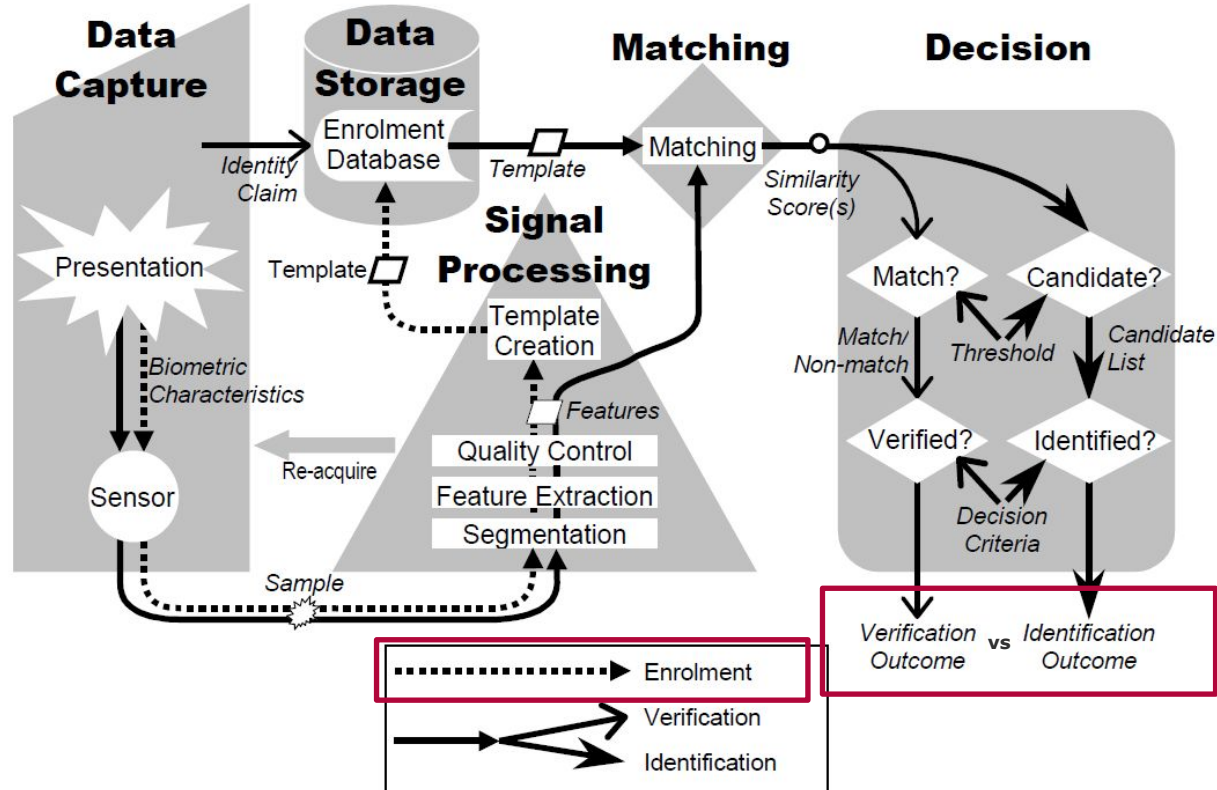 Data
Capture
Data
Storage
Matching
Decision
Enrolment
Database
Identity
Claim
Template
Matching
Similarity
Score(s)
Signal
Processing
Presentation
Template
Template
Creation
Match?
Candidate?
Biometric
Characteristics
Features
Match/
Non-match
Threshold
Candidate
List
Re-acquire
Quality Control
Feature Extraction
Segmentation
Verified?
Identified?
Sensor
Decision
Criteria
Sample
Verification
Outcome
vs
Identification
Outcome
Enrolment
Verification
Identification